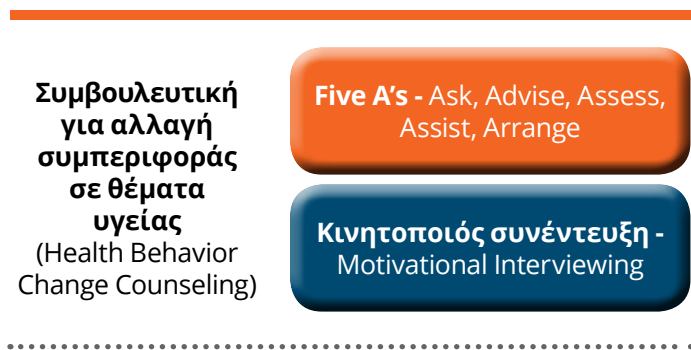 Συμβουλευτική
για αλλαγή
συμπεριφοράς
σε θέματα
υγείας
(Health Behavior
Change Counseling)
Five A’s - Ask, Advise, Assess,
Assist, Arrange
Κινητοποιός συνέντευξη -
Motivational Interviewing